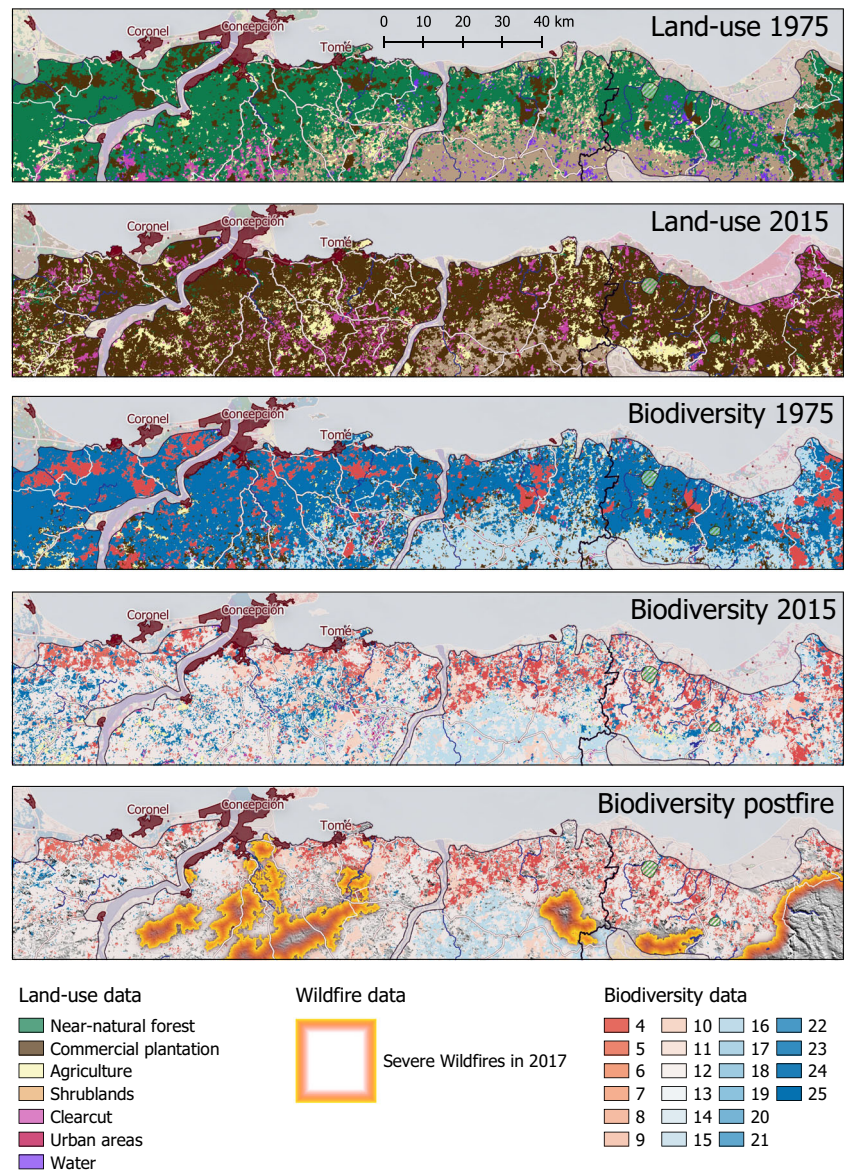 0 10 20 30 40 km
Land-use 1975
Concepción
Coronel
Tomé
Land-use 2015
Concepción
Coronel
Tomé
Biodiversity 1975
Concepción
Coronel
Tomé
Biodiversity 2015
Concepción
Coronel
Tomé
Biodiversity postfire
Concepción
Coronel
Tomé
Land-use data
Near-natural forest
Commercial plantation
Agriculture
Shrublands
Clearcut
Urban areas
Water
Wildfire data
Severe Wildfires in 2017
Biodiversity data
4 10 16 22
5 11 17 23
6 12 18 24
7 13 19 25
8 14 20
9 15 21